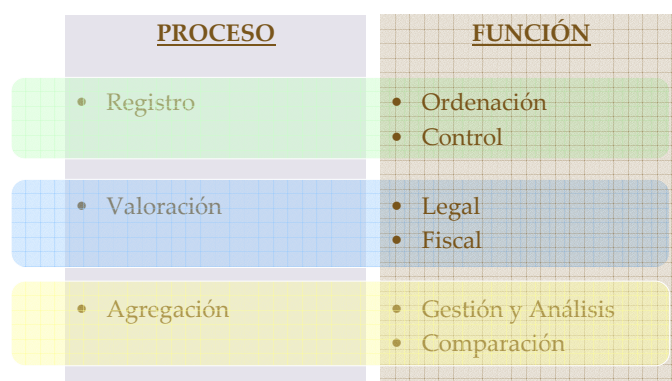 PROCESO FUNCIÓN
• Registro • Ordenación
• Control
• Valoración • Legal
• Fiscal
• Agregación • Gestión y Análisis
• Comparación